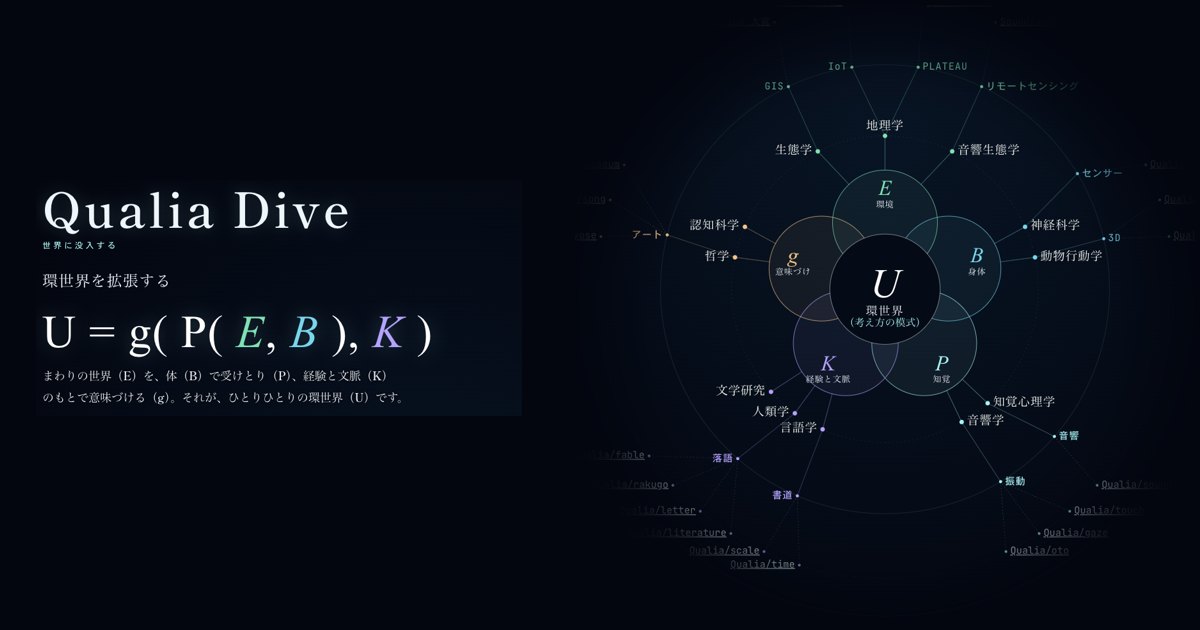 Qualia Dive
世界に没入する
環世界を拡張する
U = g( P( E, B ), K )
まわりの世界（E）を、体（B）で受けとり（P）、経験と文脈（K）
のもとで意味づける（g）。それが、ひとりひとりの環世界（U）です。
IoT
PLATEAU
GIS
リモートセンシング
地理学
生態学
音響生態学
センサー
E
環境
認知科学
神経科学
アート
3D
哲学
動物行動学
g
意味づけ
B
身体
U
環世界
（考え方の模式）
K
経験と文脈
P
知覚
文学研究
知覚心理学
人類学
音響学
言語学
音響
落語
振動
書道
/fable
/rakugo
/letter
Qualia/touch
/literature
Qualia/gaze
Qualia/scale
Qualia/oto
Qualia/time